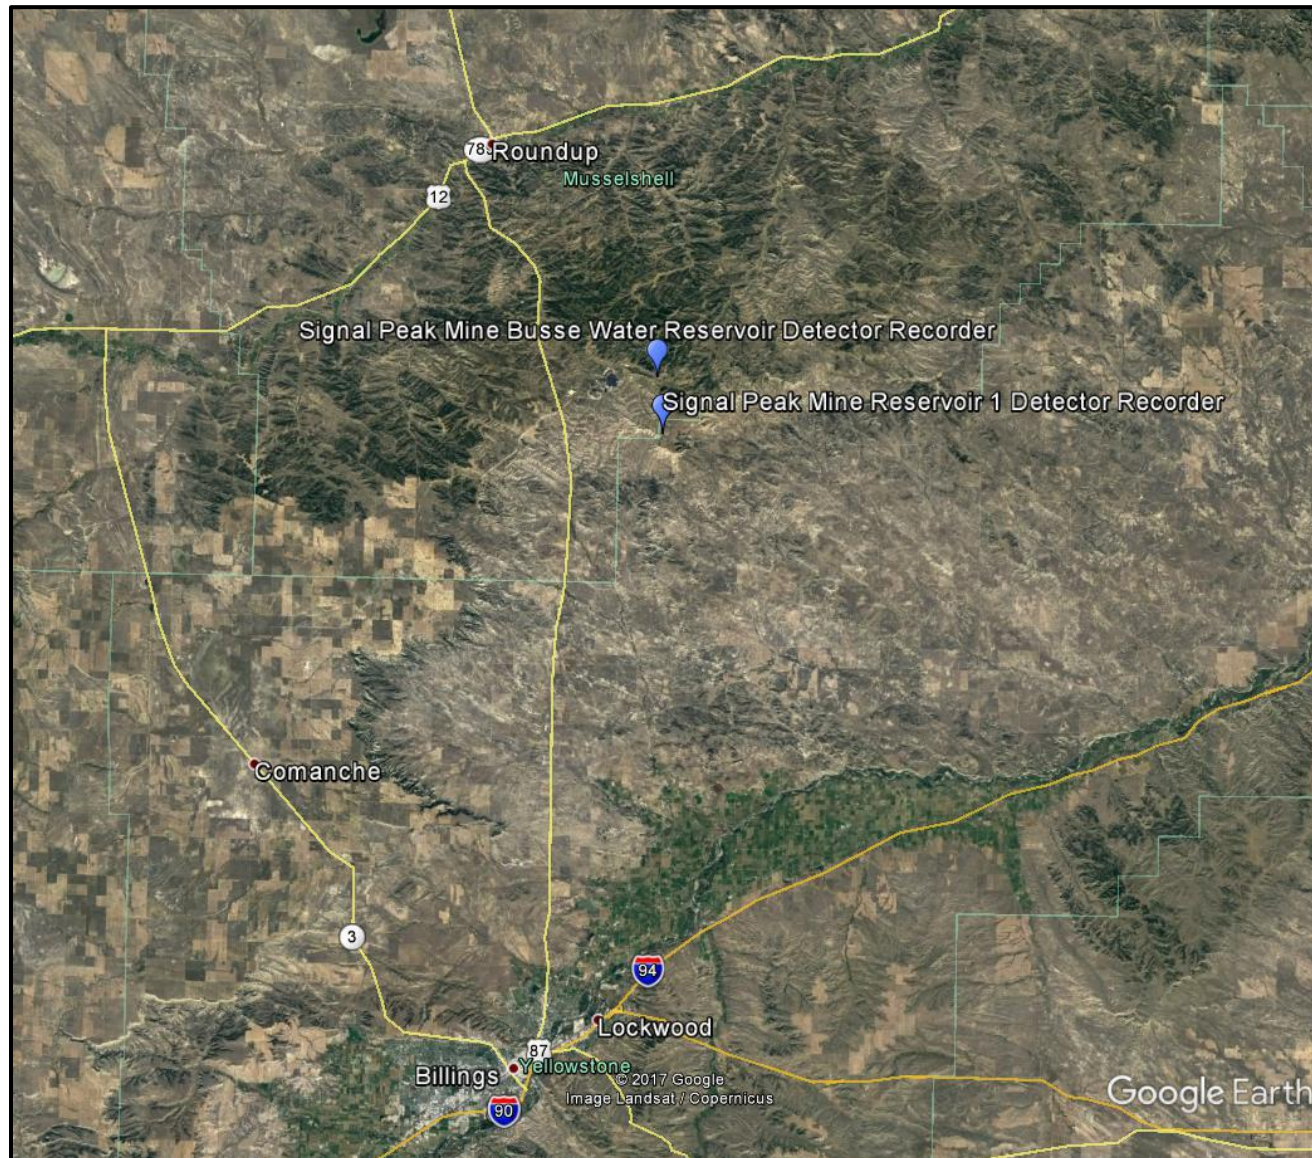 Roundup
Musselshell
12
Signal Peak Mine Busse Water Reservoir Detector Recorder
Signal Peak Mine Reservoir 1 Detector Recorder
Comanche
3
94
Lockwood
87
Yellowstone
Billings
© 2017 Google
Image Landsat / Copernicus
Google Earth
90